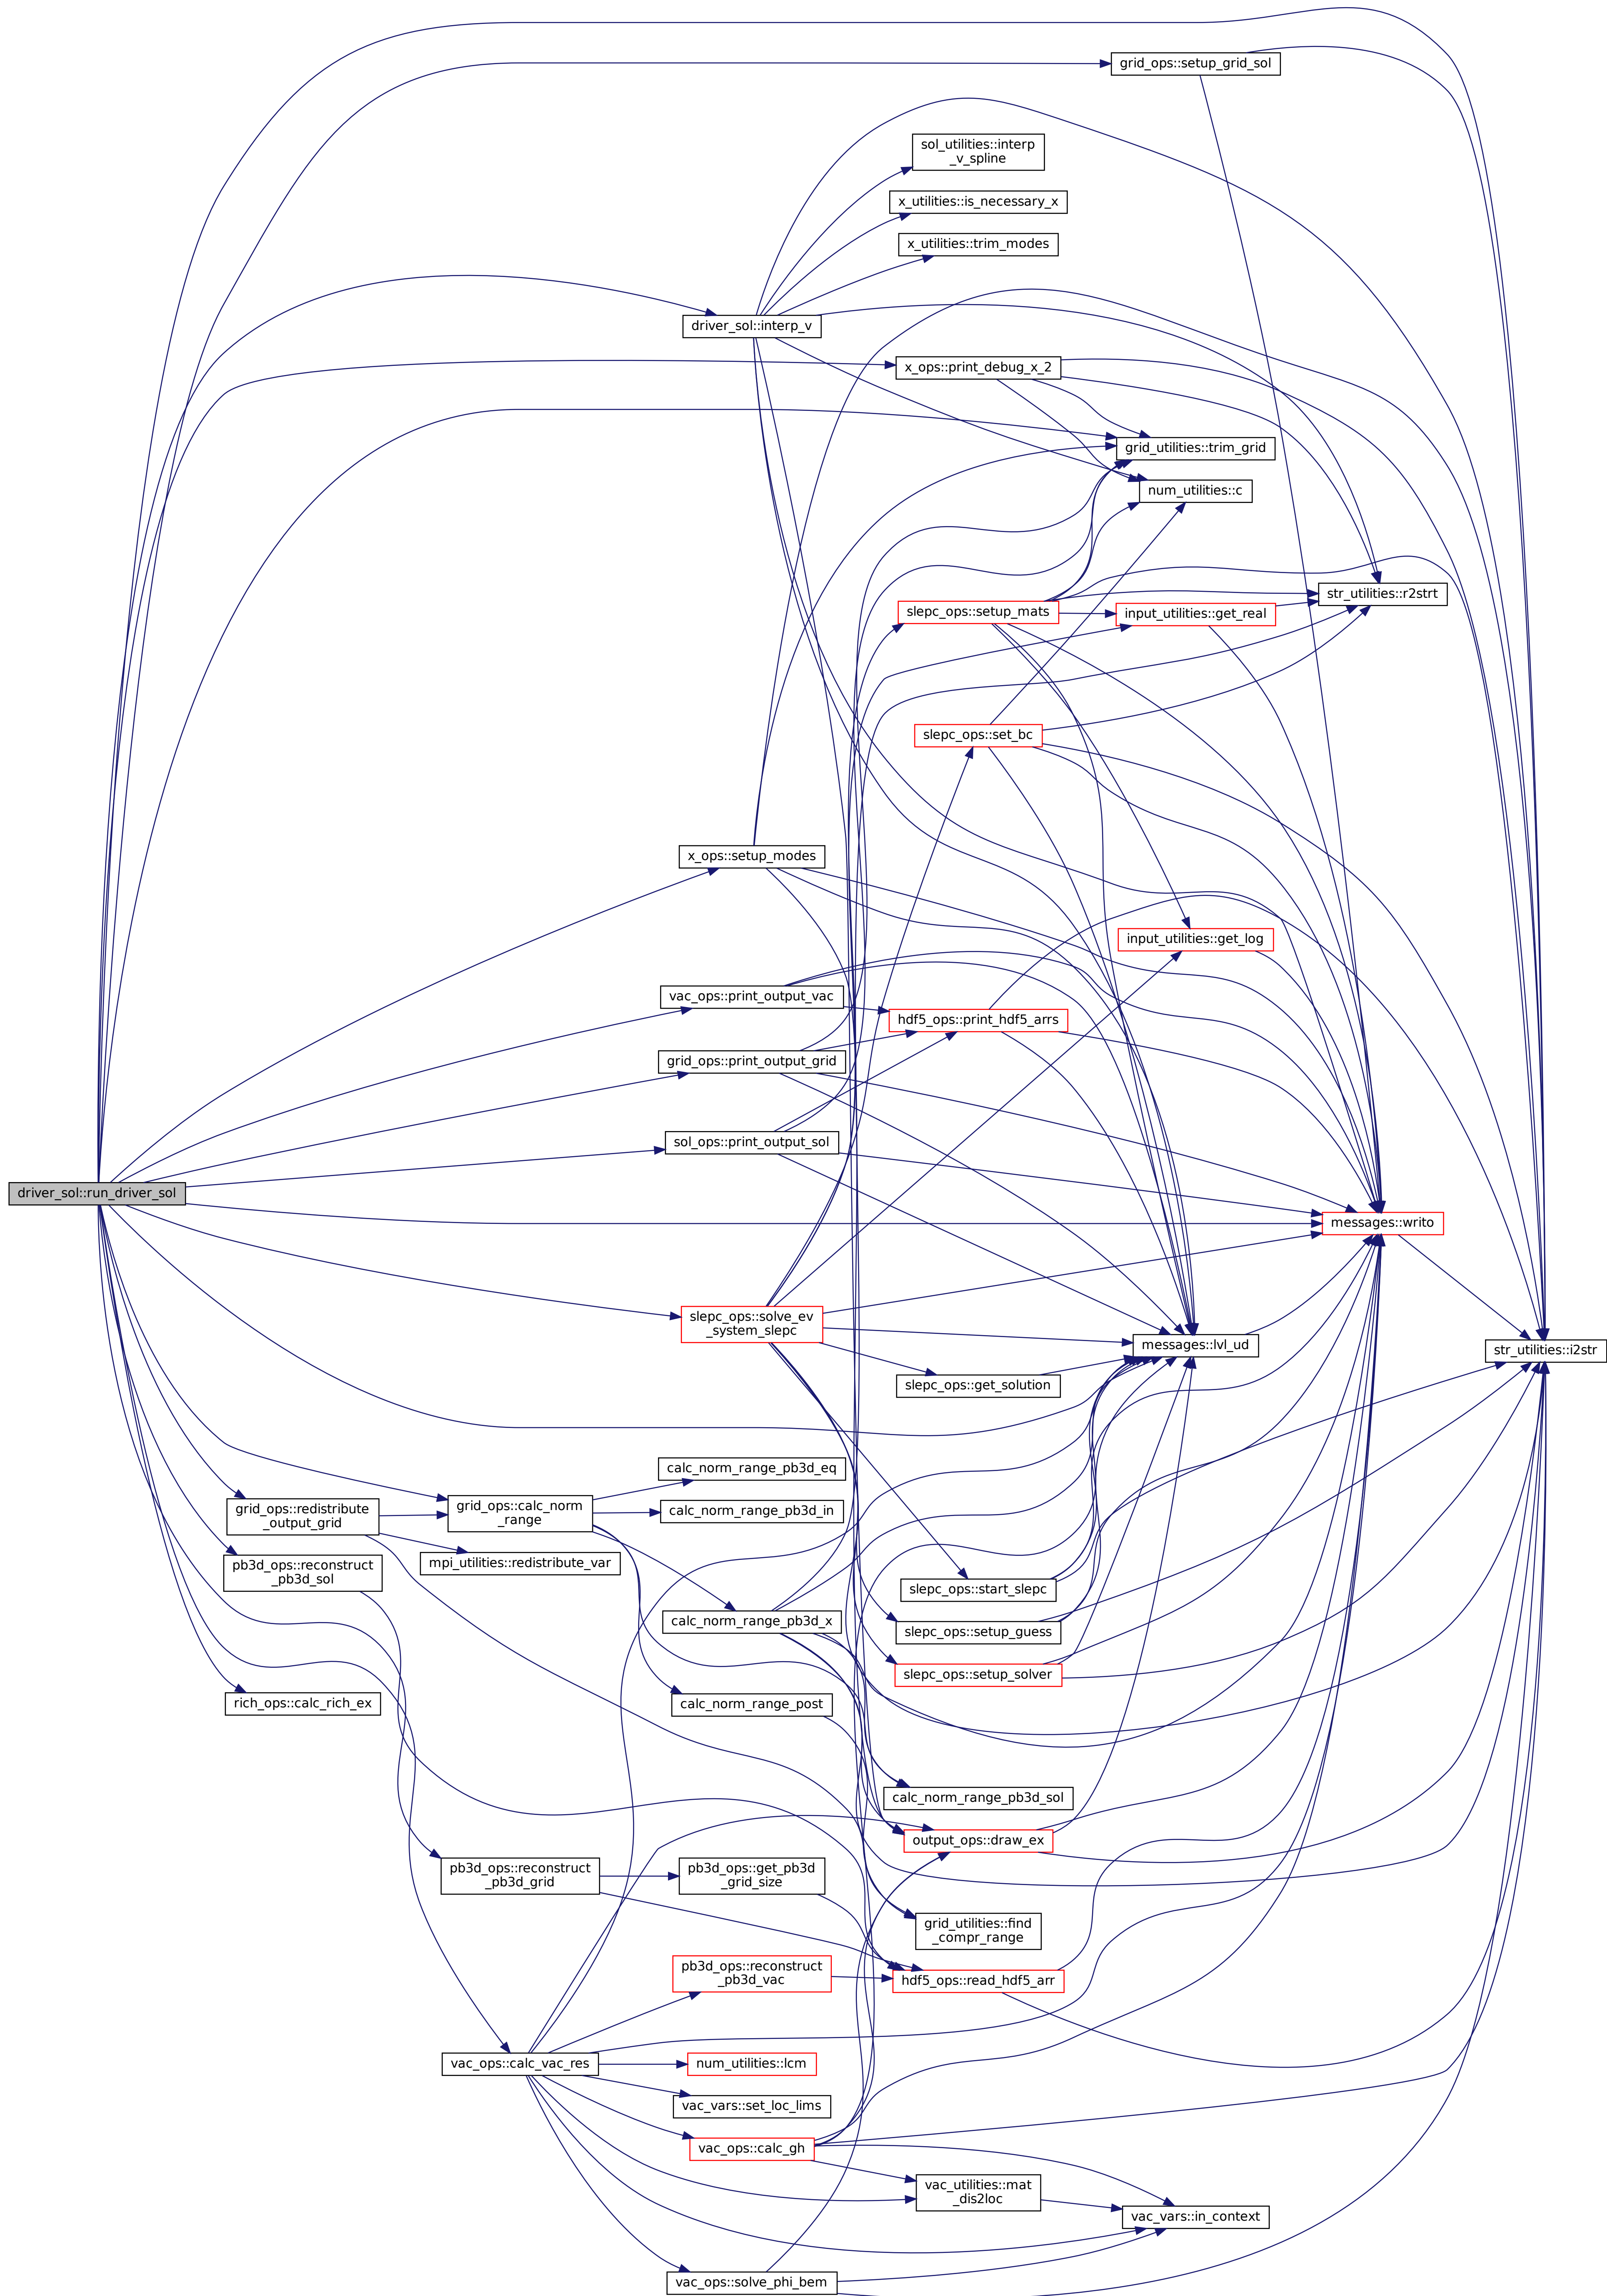 grid_ops::setup_grid_sol
sol_utilities::interp
_v_spline
x_utilities::is_necessary_x
x_utilities::trim_modes
driver_sol::interp_v
x_ops::print_debug_x_2
grid_utilities::trim_grid
num_utilities::c
str_utilities::r2strt
slepc_ops::setup_mats
input_utilities::get_real
slepc_ops::set_bc
x_ops::setup_modes
input_utilities::get_log
vac_ops::print_output_vac
hdf5_ops::print_hdf5_arrs
grid_ops::print_output_grid
sol_ops::print_output_sol
driver_sol::run_driver_sol
messages::writo
slepc_ops::solve_ev
_system_slepc
messages::lvl_ud
str_utilities::i2str
slepc_ops::get_solution
calc_norm_range_pb3d_eq
grid_ops::redistribute
_output_grid
grid_ops::calc_norm
_range
calc_norm_range_pb3d_in
mpi_utilities::redistribute_var
pb3d_ops::reconstruct
_pb3d_sol
slepc_ops::start_slepc
calc_norm_range_pb3d_x
slepc_ops::setup_guess
slepc_ops::setup_solver
rich_ops::calc_rich_ex
calc_norm_range_post
calc_norm_range_pb3d_sol
output_ops::draw_ex
pb3d_ops::reconstruct
_pb3d_grid
pb3d_ops::get_pb3d
_grid_size
grid_utilities::find
_compr_range
pb3d_ops::reconstruct
_pb3d_vac
hdf5_ops::read_hdf5_arr
vac_ops::calc_vac_res
num_utilities::lcm
vac_vars::set_loc_lims
vac_ops::calc_gh
vac_utilities::mat
_dis2loc
vac_vars::in_context
vac_ops::solve_phi_bem